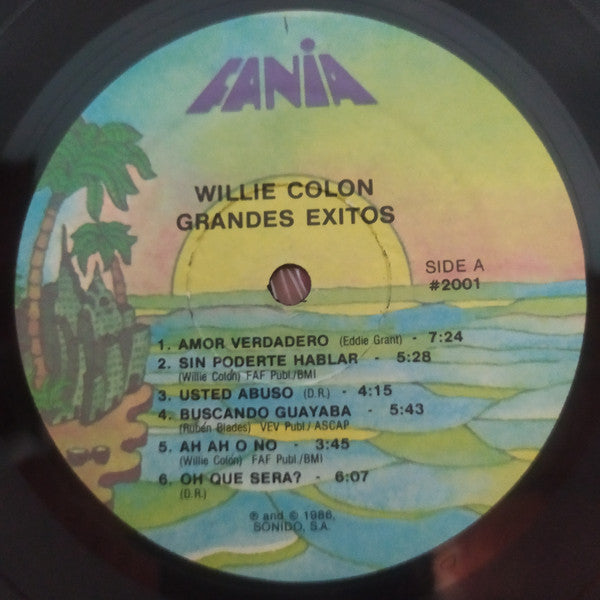 FANIA
WILLIE COLON
GRANDES EXITOS
SIDE A
#2001
1. AMOR VERDADERO (Eddie Grant) - 7:24
2. SIN PODERTE HABLAR - 5:28
(Willie Colón) FAF Publ./BMI
3. USTED ABUSO (D.R.) - 4:15
4. BUSCANDO GUAYABA - 5:43
(Rubén Blades) VEV Publ./ASCAP
5. AH AH O NO - 3:45
(Willie Colón) FAF Publ./BMI
6. OH QUE SERA? - 6:07
(D.R.)
℗ and © 1986,
SONIDO, S.A.